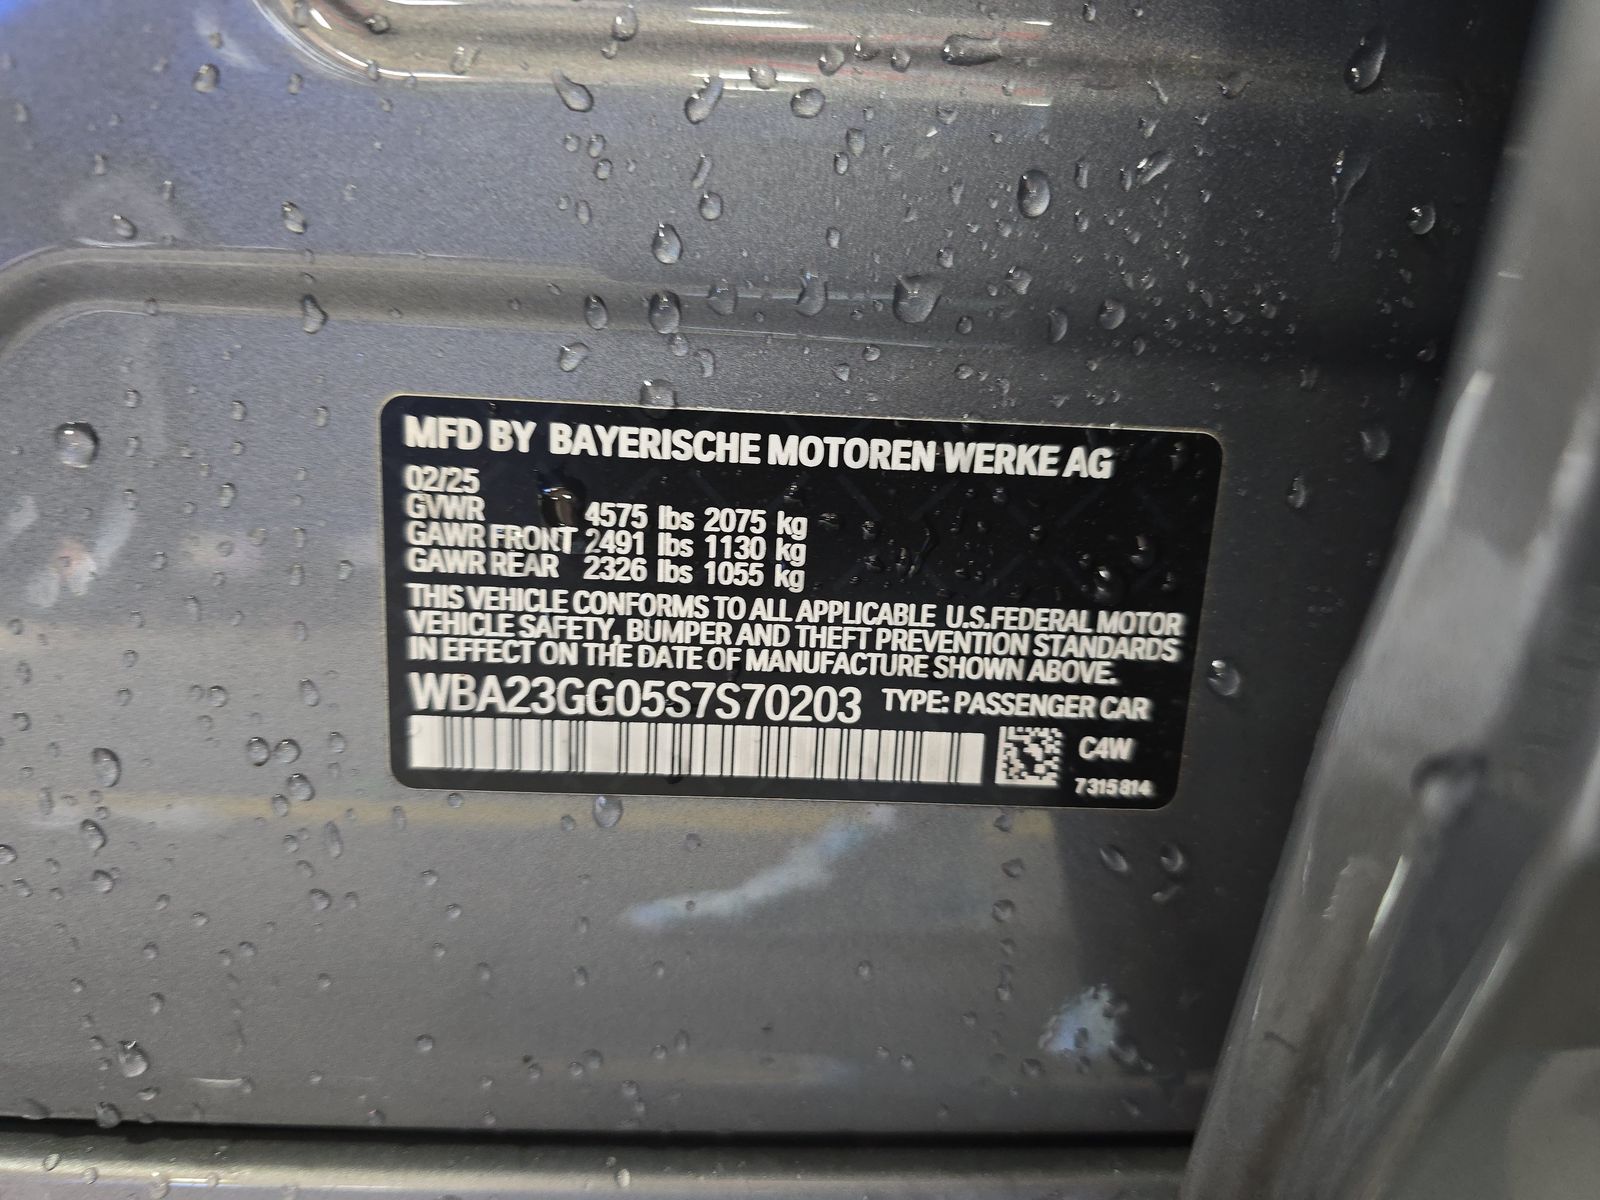 MFD BY BAYERISCHE MOTOREN WERKE AG
02/25
GVWR 4575 lbs 2075 kg
GAWR FRONT 2491 lbs 1130 kg
GAWR REAR 2326 lbs 1055 kg
THIS VEHICLE CONFORMS TO ALL APPLICABLE U.S.FEDERAL MOTOR
VEHICLE SAFETY, BUMPER AND THEFT PREVENTION STANDARDS
IN EFFECT ON THE DATE OF MANUFACTURE SHOWN ABOVE.
WBA23GG05S7S70203 TYPE: PASSENGER CAR
C4W
7315814